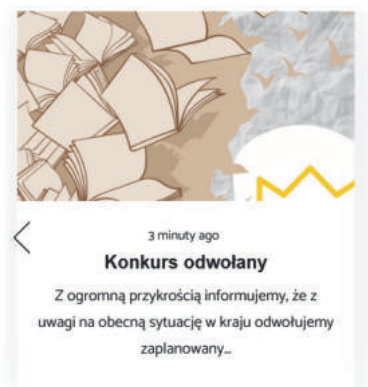 3 minuty ago
Konkurs odwołany
Z ogromną przykrością informujemy, że z
uwagi na obecną sytuację w kraju odwołujemy
zaplanowany...